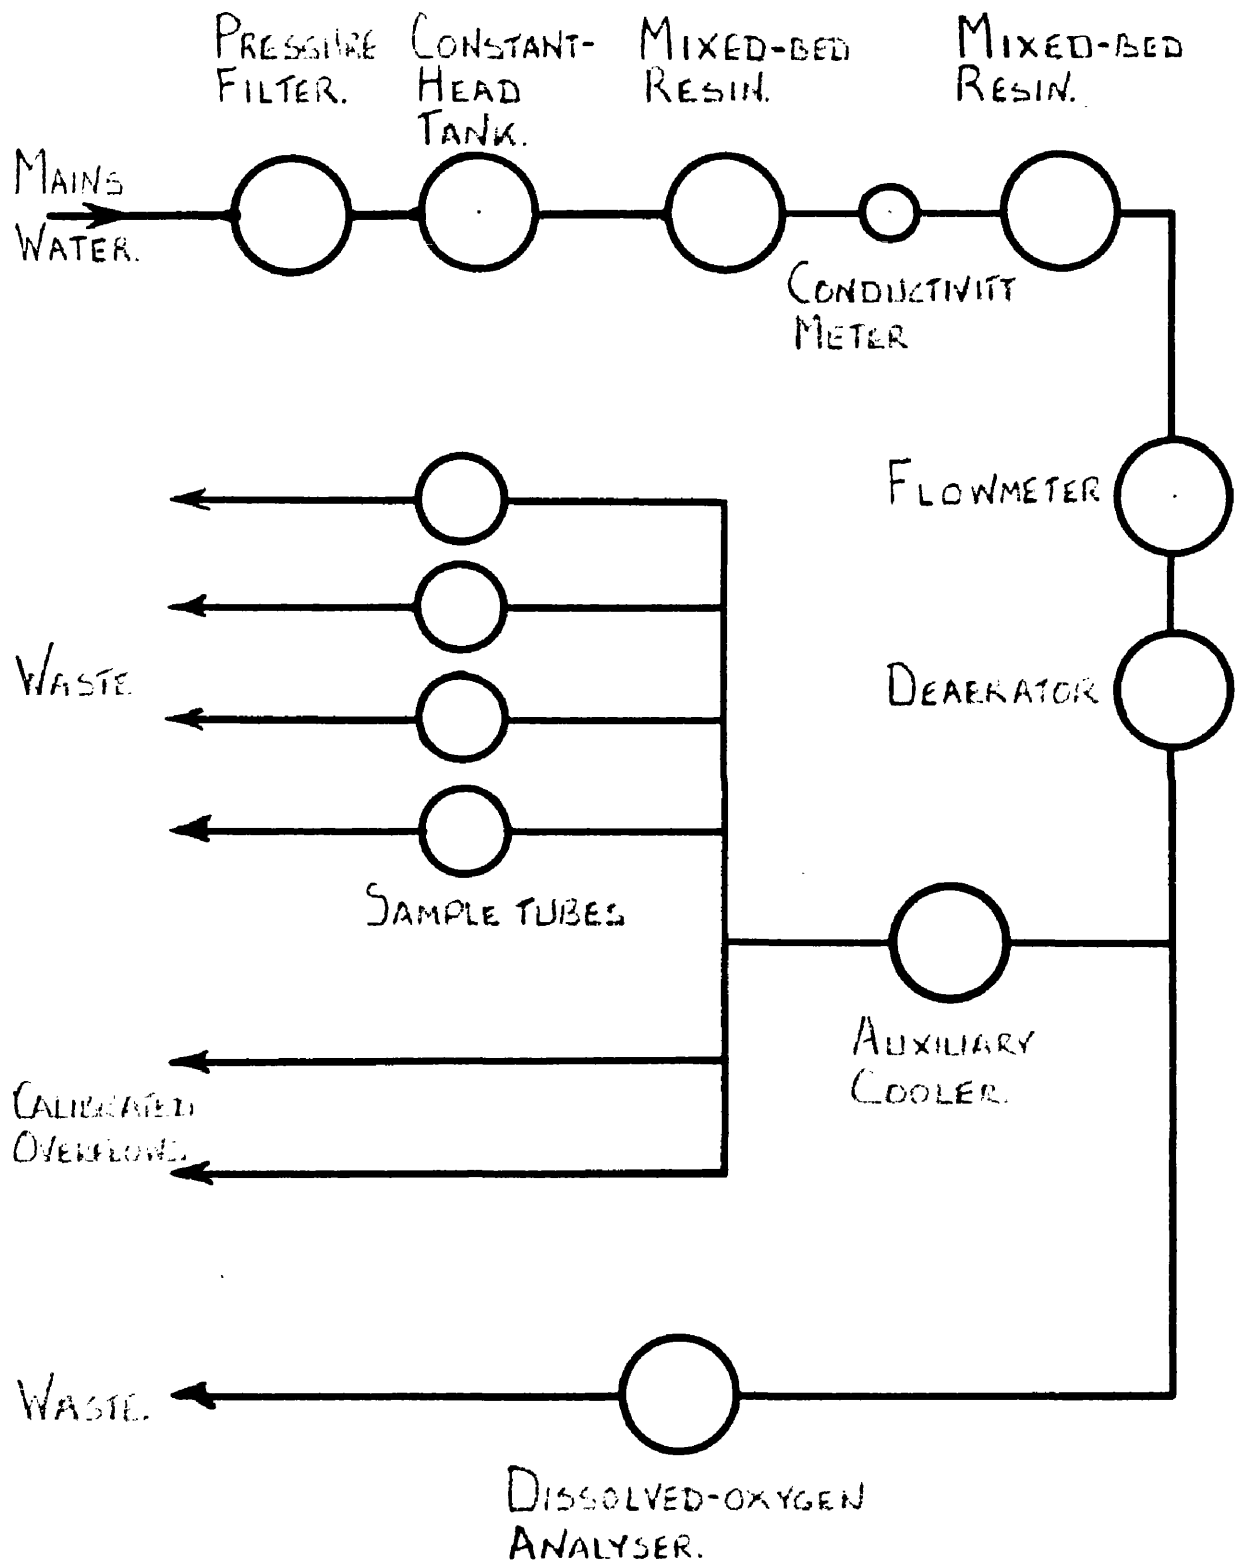 PRESSURE
FILTER.
CONSTANT-
HEAD
TANK.
MIXED-BED
RESIN.
MIXED-BED
RESIN.
MAINS
WATER.
CONDUCTIVITY
METER
FLOWMETER
WASTE
DEAERATOR
SAMPLE TUBES
AUXILIARY
COOLER.
CALIBRATED
OVERFLOWS.
WASTE.
DISSOLVED-OXYGEN
ANALYSER.